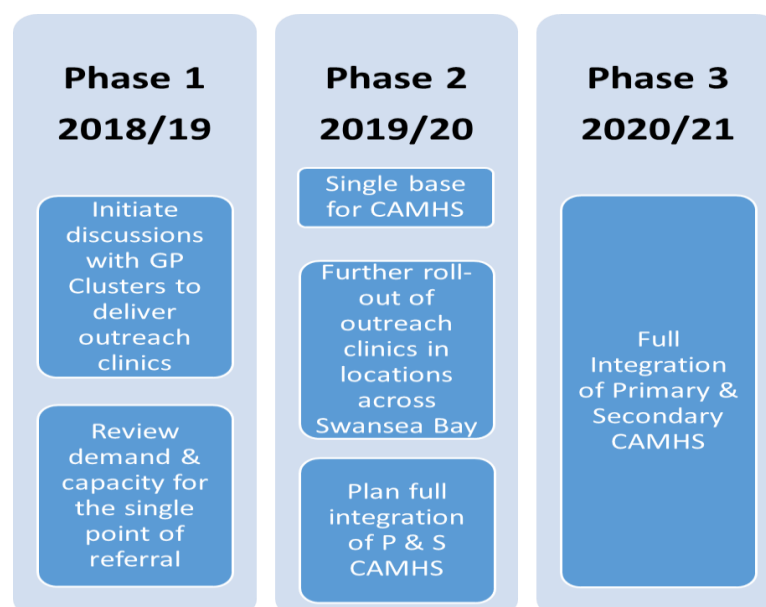 Phase 1
2018/19
Initiate
discussions
with GP
Clusters to
deliver
outreach
clinics
Review
demand &
capacity for
the single
point of
referral
Phase 2
2019/20
Single base
for CAMHS
Further roll-
out of
outreach
clinics in
locations
across
Swansea Bay
Plan full
integration
of P & S
CAMHS
Phase 3
2020/21
Full
Integration
of Primary &
Secondary
CAMHS